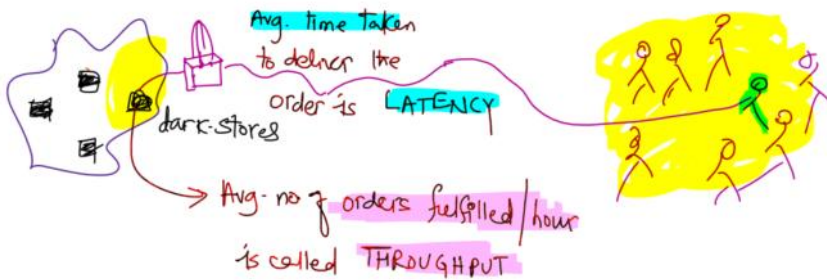 Avg. time taken
to deliver the
order is LATENCY
dark-stores
Avg. no of orders fulfilled/hour
is called THROUGHPUT